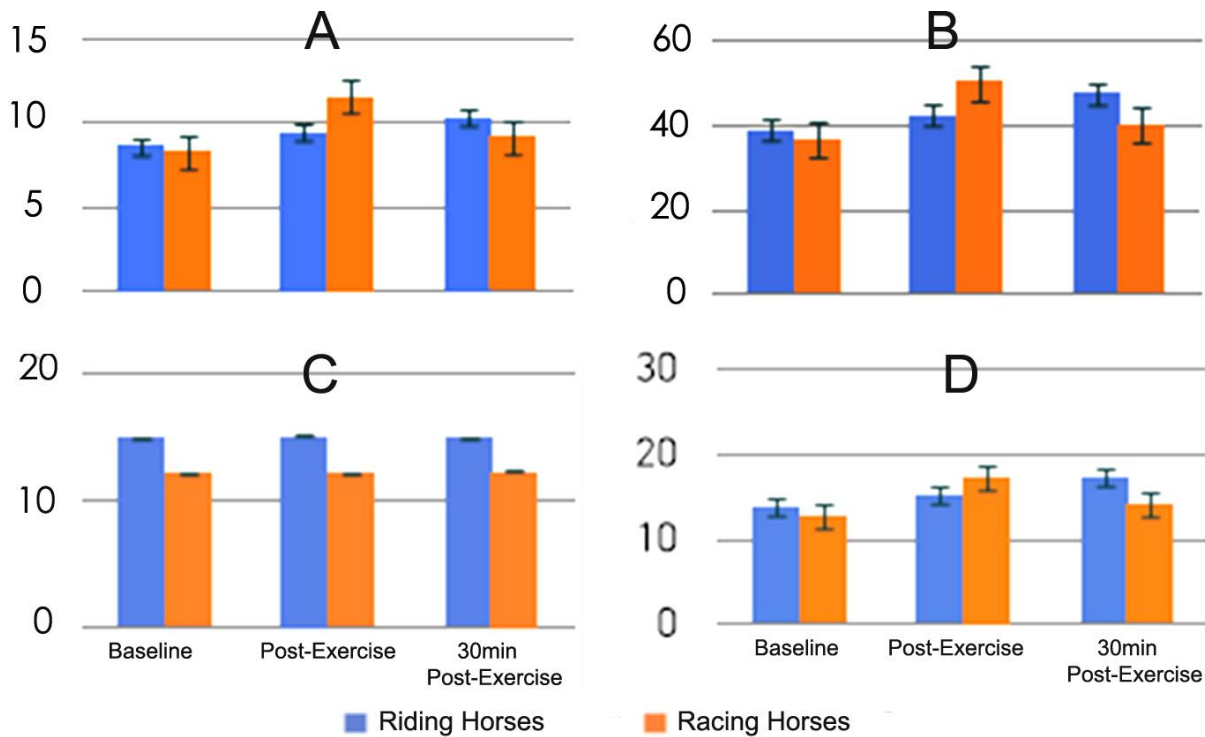 A
15
10
5
0
B
60
40
20
0
C
20
10
0
Baseline
Post-Exercise
30min
Post-Exercise
D
30
20
10
0
Baseline
Post-Exercise
30min
Post-Exercise
Riding Horses
Racing Horses